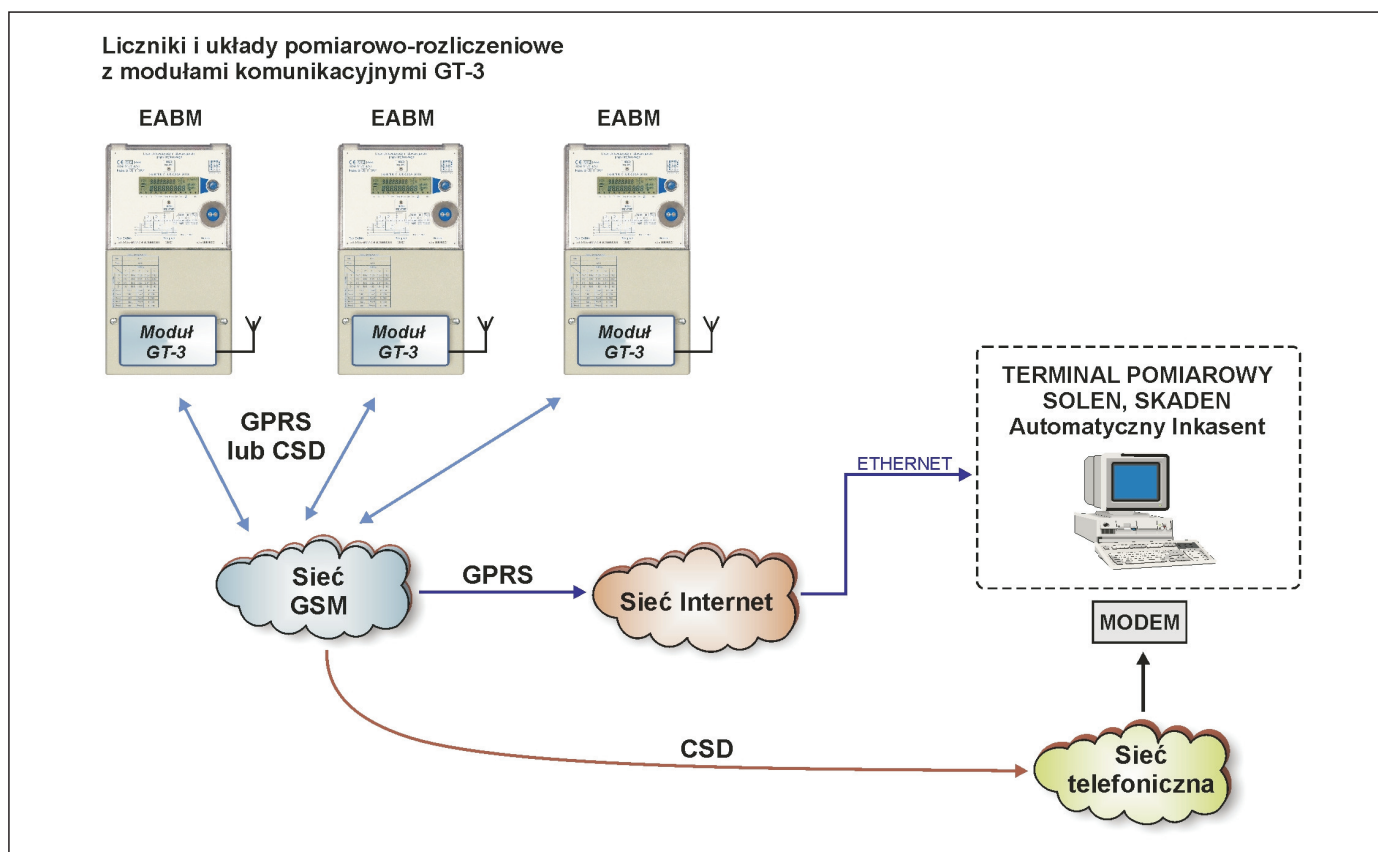 Liczniki i układy pomiarowo-rozliczeniowe
z modułami komunikacyjnymi GT-3
EABM
EABM
EABM
Moduł
GT-3
Moduł
GT-3
Moduł
GT-3
GPRS
lub CSD
TERMINAL POMIAROWY
SOLEN, SKADEN
Automatyczny Inkasent
ETHERNET
Sieć
GSM
GPRS
Sieć Internet
MODEM
CSD
Sieć
telefoniczna